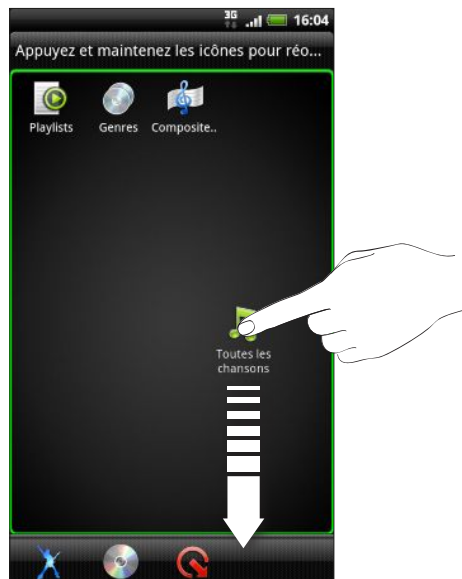 3G 16:04
Appuyez et maintenez les icônes pour réo...
Playlists Genres Composite..
Toutes les
chansons